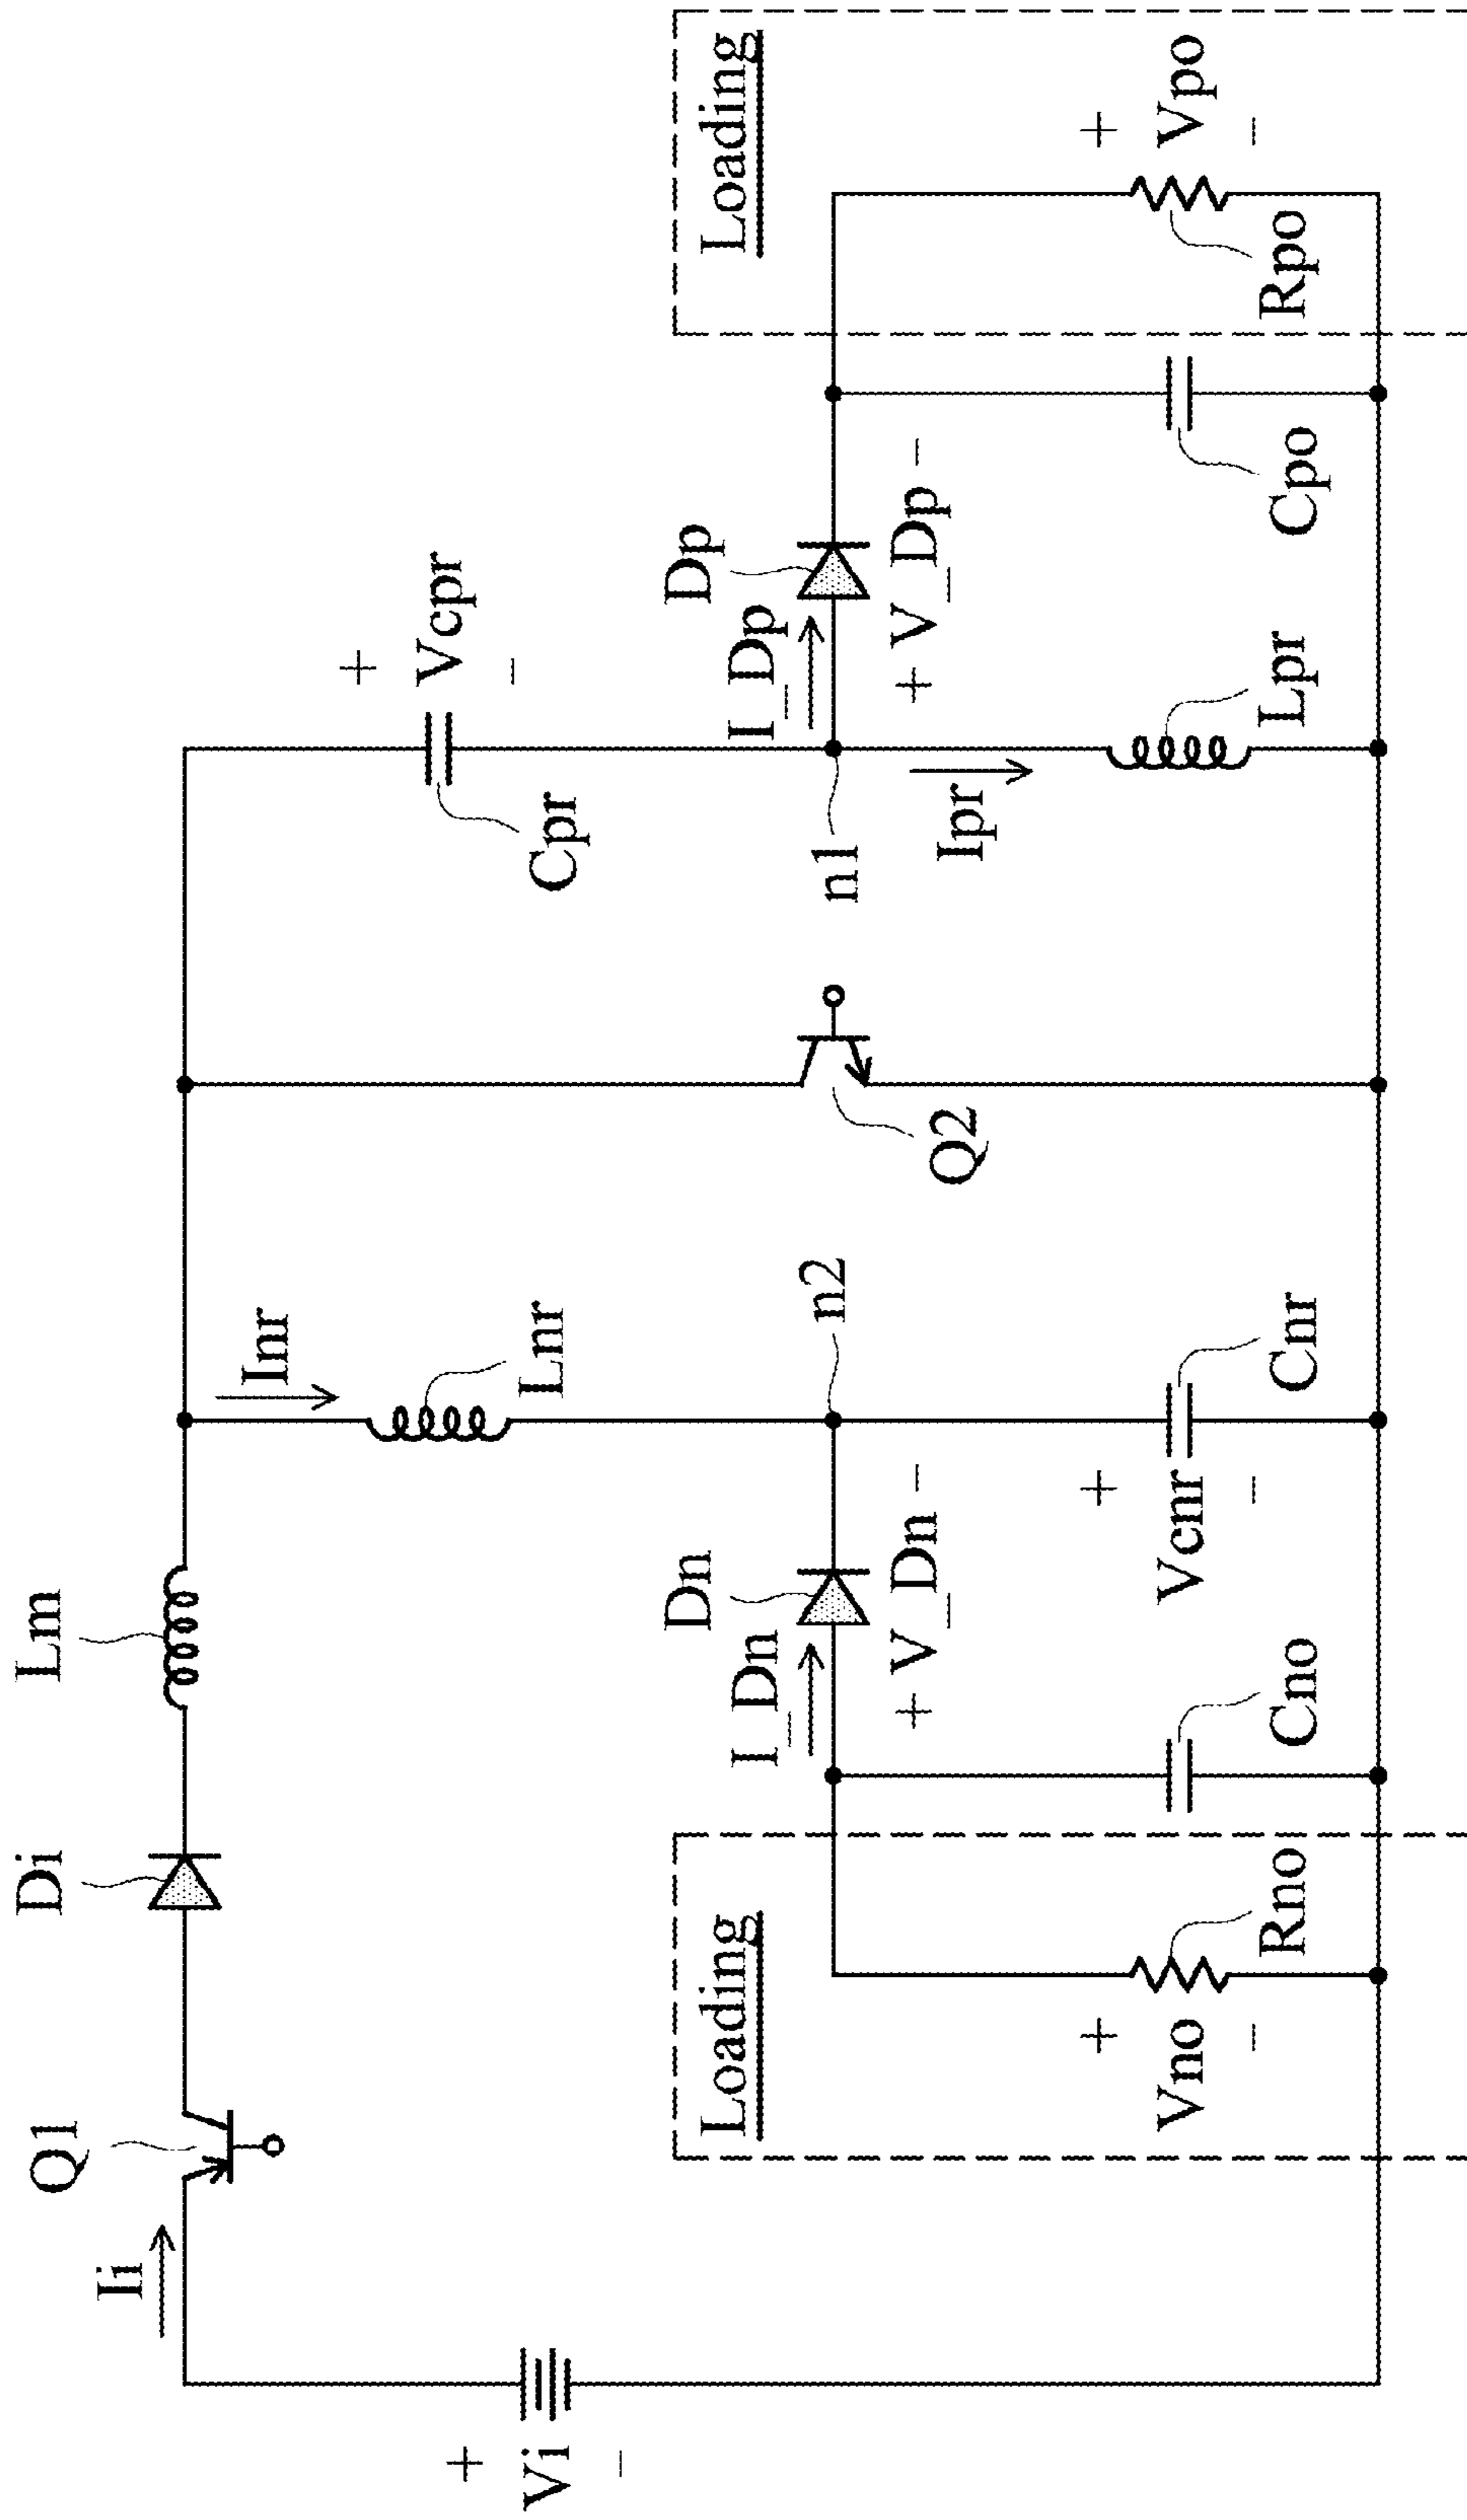 Q1
Di
Lm
Ii
+
Vi
−
Inr
Lnr
+
Vcpr
−
Cpr
Loading
I_Dn
Dn
+ V_Dn −
n2
Q2
n1
I_Dp
Dp
+ V_Dp −
Ipr
Loading
+
Vno
−
Rno
Cno
+
Vcnr
−
Cnr
Lpr
Cpo
Rpo
+
Vpo
−